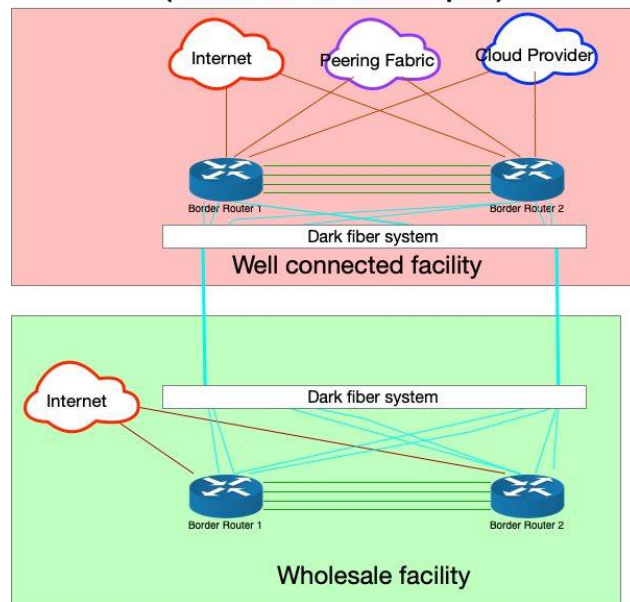 Internet
Peering Fabric
Cloud Provider
Border Router 1
Border Router 2
Dark fiber system
Well connected facility
Dark fiber system
Internet
Border Router 1
Border Router 2
Wholesale facility